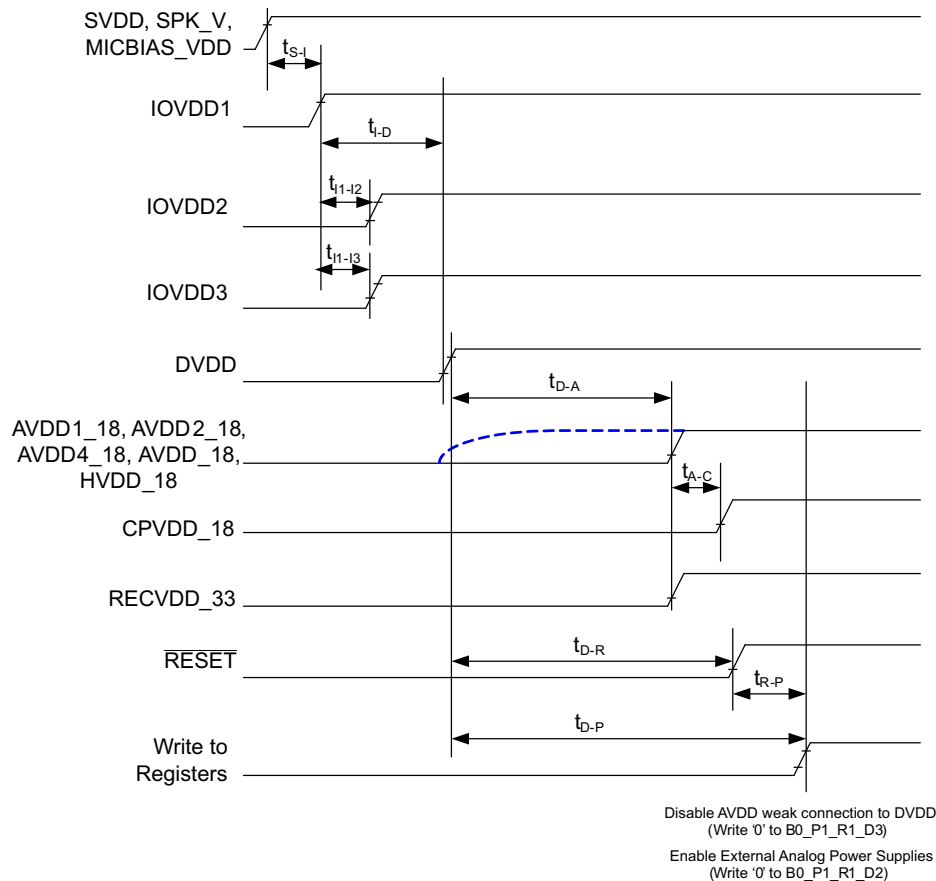 SVDD, SPK_V,
MICBIAS_VDD
tS-I
IOVDD1
tI-D
tI1-I2
IOVDD2
tI1-I3
IOVDD3
DVDD
tD-A
AVDD1_18, AVDD2_18,
AVDD4_18, AVDD_18,
HVDD_18
tA-C
CPVDD_18
RECVDD_33
RESET
tD-R
tR-P
tD-P
Write to
Registers
Disable AVDD weak connection to DVDD
(Write ‘0’ to B0_P1_R1_D3)
Enable External Analog Power Supplies
(Write ‘0’ to B0_P1_R1_D2)